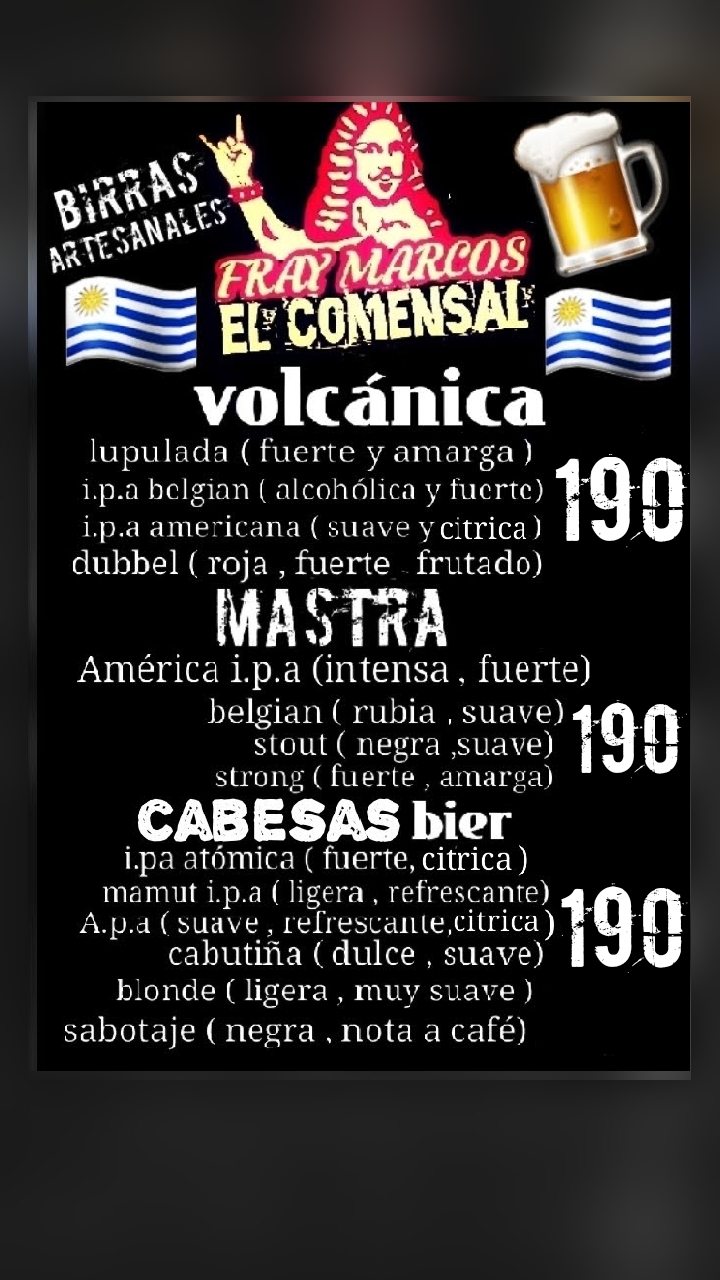 BIRRAS
ARTESANALES
FRAY MARCOS
EL COMENSAL
volcánica
lupulada ( fuerte y amarga )
i.p.a belgian ( alcohólica y fuerte)
i.p.a americana ( suave y citrica )
dubbel ( roja , fuerte frutado)
190
MASTRA
América i.p.a (intensa , fuerte)
belgian ( rubia , suave)
stout ( negra ,suave)
strong ( fuerte , amarga)
190
CABESAS bier
i.pa atómica ( fuerte, citrica )
mamut i.p.a ( ligera , refrescante)
A.p.a ( suave , refrescante,citrica )
cabutiña ( dulce , suave)
190
blonde ( ligera , muy suave )
sabotaje ( negra , nota a café)